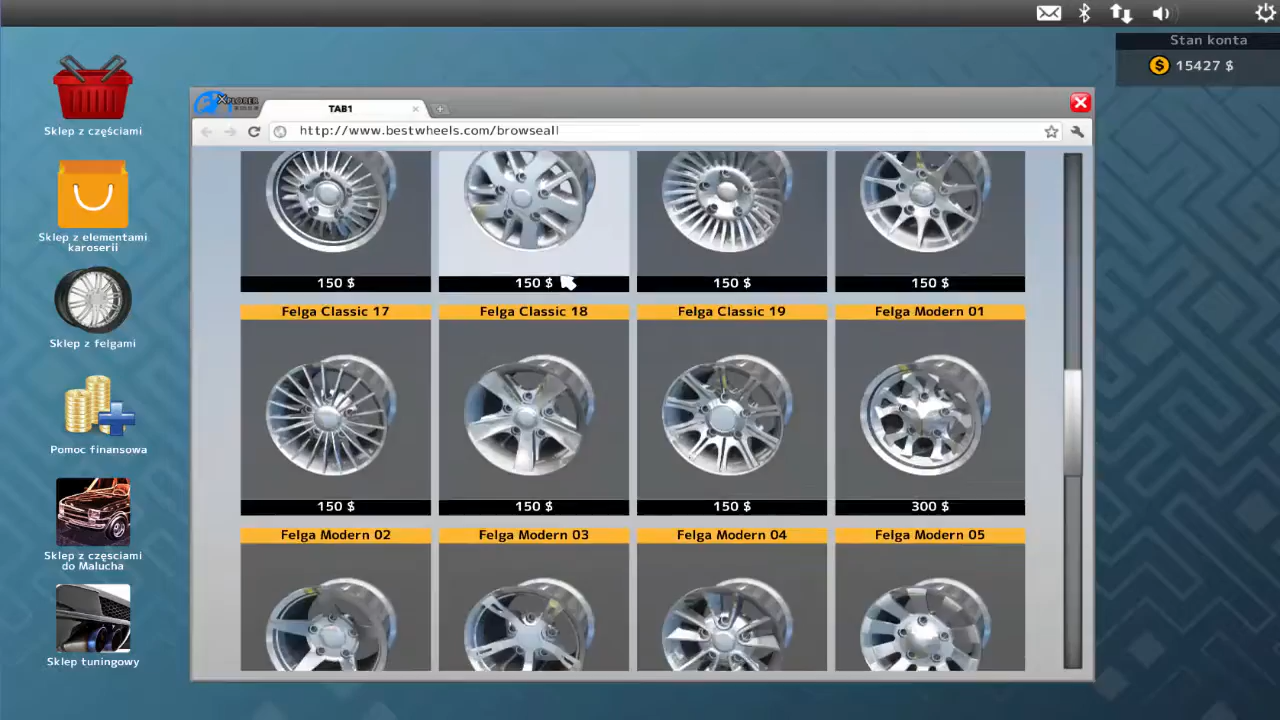 Stan konta
15427 $
Sklep z częściami
Sklep z elementami
karoserii
Sklep z felgami
Pomoc finansowa
Sklep z częsciami
do Malucha
Sklep tuningowy
XPLORER
TAB1
http://www.bestwheels.com/browseall
150 $
150 $
150 $
150 $
Felga Classic 17
Felga Classic 18
Felga Classic 19
Felga Modern 01
150 $
150 $
150 $
300 $
Felga Modern 02
Felga Modern 03
Felga Modern 04
Felga Modern 05